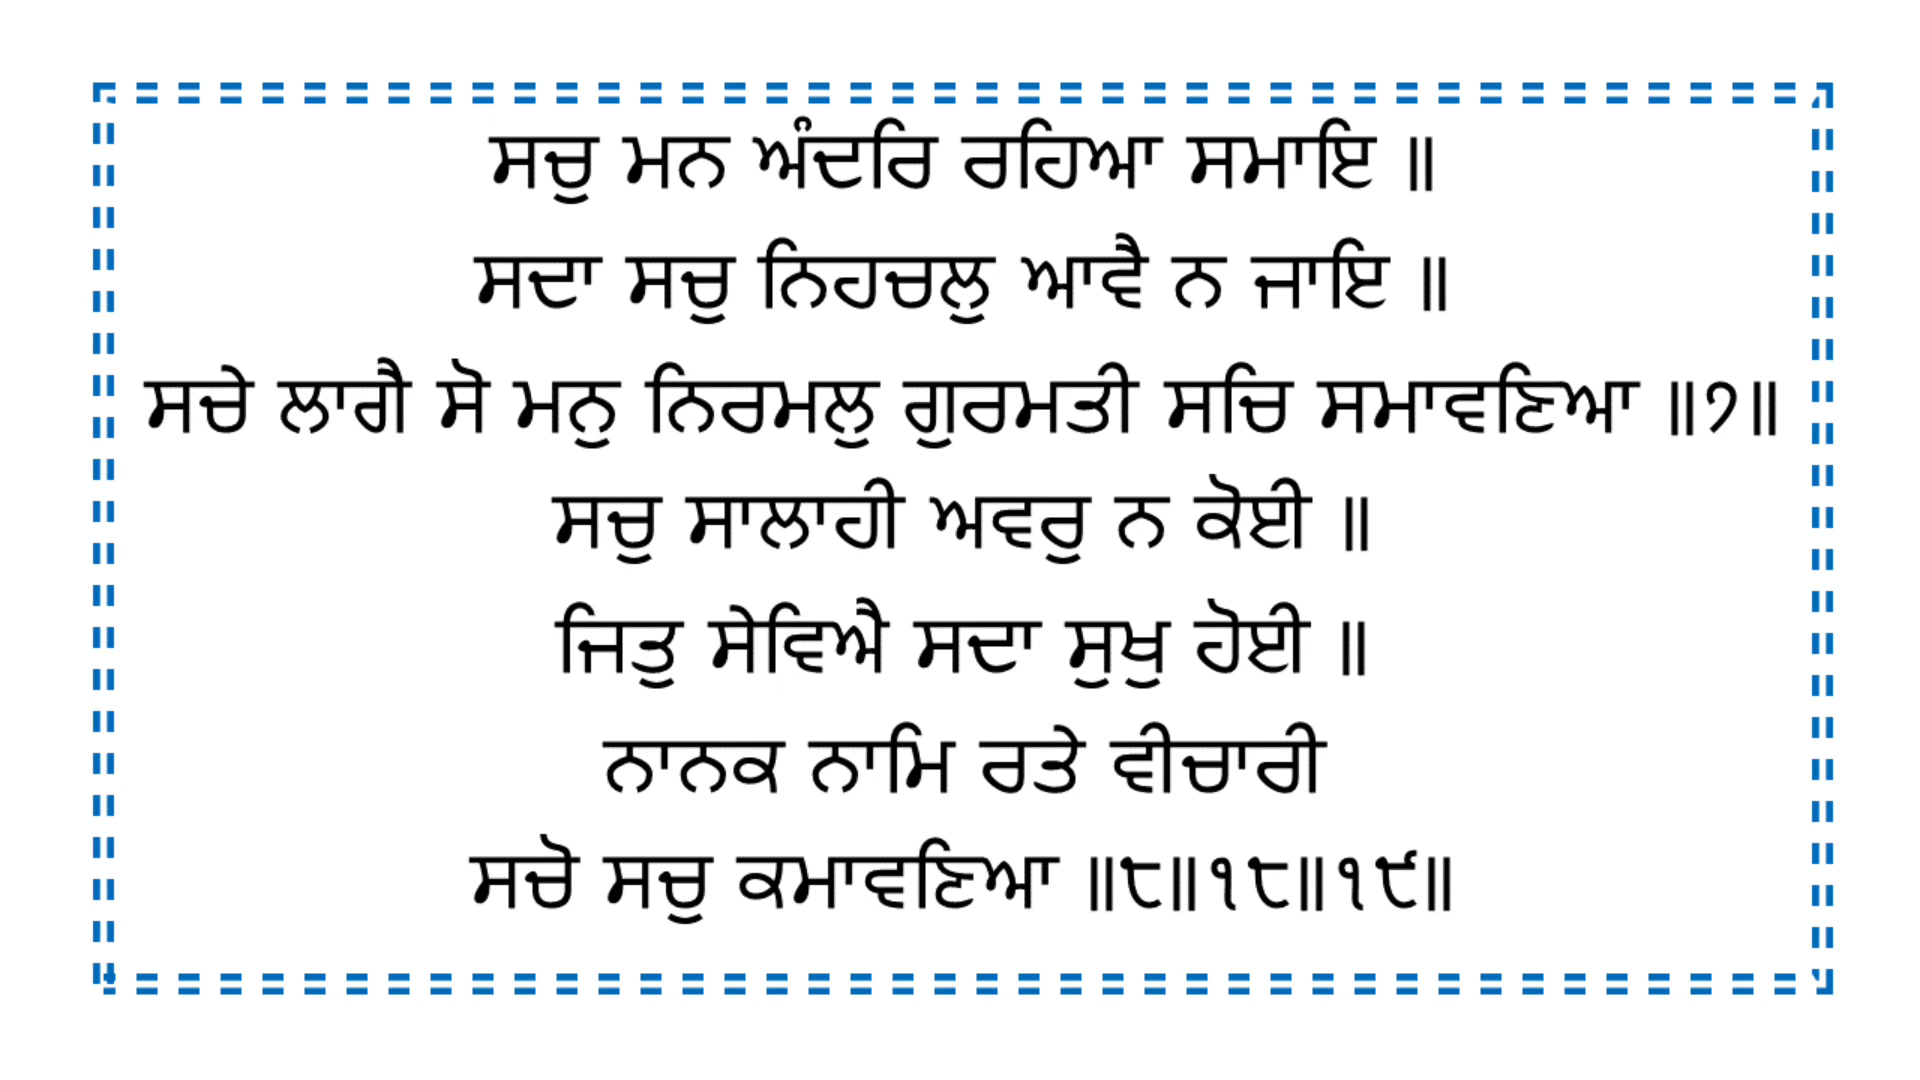 ਸਚੁ ਮਨ ਅੰਦਰਿ ਰਹਿਆ ਸਮਾਇ ॥
ਸਦਾ ਸਚੁ ਨਿਹਚਲੁ ਆਵੈ ਨ ਜਾਇ ॥
ਸਚੇ ਲਾਗੈ ਸੋ ਮਨੁ ਨਿਰਮਲੁ ਗੁਰਮਤੀ ਸਚਿ ਸਮਾਵਣਿਆ ॥੭॥
ਸਚੁ ਸਾਲਾਹੀ ਅਵਰੁ ਨ ਕੋਈ ॥
ਜਿਤੁ ਸੇਵਿਐ ਸਦਾ ਸੁਖੁ ਹੋਈ ॥
ਨਾਨਕ ਨਾਮਿ ਰਤੇ ਵੀਚਾਰੀ
ਸਚੋ ਸਚੁ ਕਮਾਵਣਿਆ ॥੮॥੧੮॥੧੯॥